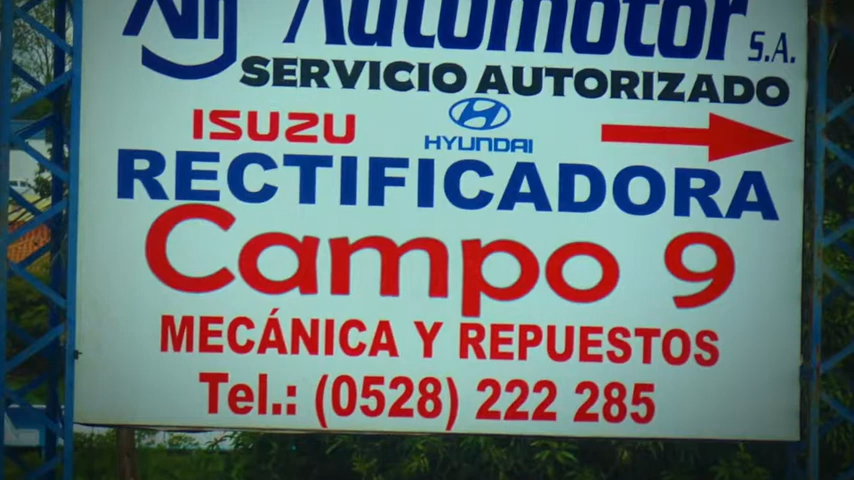 Automotor S.A.
SERVICIO AUTORIZADO
ISUZU HYUNDAI
RECTIFICADORA
Campo 9
MECÁNICA Y REPUESTOS
Tel.: (0528) 222 285